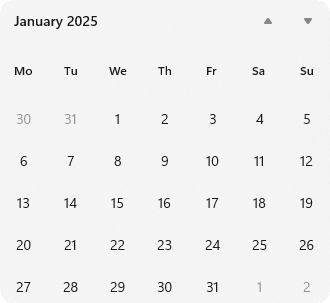 January 2025
Mo Tu We Th Fr Sa Su
30 31 1 2 3 4 5
6 7 8 9 10 11 12
13 14 15 16 17 18 19
20 21 22 23 24 25 26
27 28 29 30 31 1 2